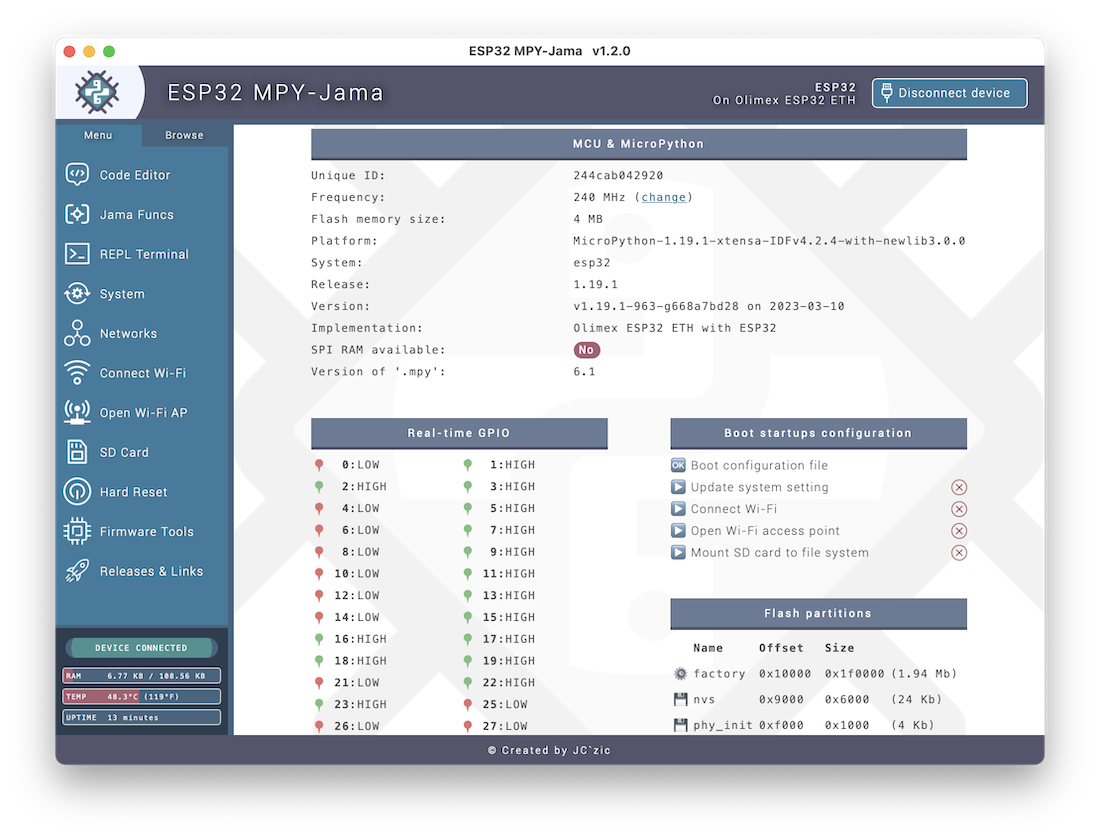 ESP32 MPY-Jama v1.2.0
ESP32 MPY-Jama
ESP32
On Olimex ESP32 ETH
Disconnect device
Menu Browse
Code Editor
Jama Funcs
REPL Terminal
System
Networks
Connect Wi-Fi
Open Wi-Fi AP
SD Card
Hard Reset
Firmware Tools
Releases & Links
DEVICE CONNECTED
RAM 6.77 KB / 108.56 KB
TEMP 48.3°C (119°F)
UPTIME 13 minutes
MCU & MicroPython
Unique ID: 244cab042920
Frequency: 240 MHz (change)
Flash memory size: 4 MB
Platform: MicroPython-1.19.1-xtensa-IDFv4.2.4-with-newlib3.0.0
System: esp32
Release: 1.19.1
Version: v1.19.1-963-g668a7bd28 on 2023-03-10
Implementation: Olimex ESP32 ETH with ESP32
SPI RAM available: No
Version of '.mpy': 6.1
Real-time GPIO
0:LOW 1:HIGH
2:HIGH 3:HIGH
4:LOW 5:HIGH
6:LOW 7:HIGH
8:LOW 9:HIGH
10:LOW 11:HIGH
12:LOW 13:HIGH
14:LOW 15:HIGH
16:HIGH 17:HIGH
18:HIGH 19:HIGH
21:LOW 22:HIGH
23:HIGH 25:LOW
26:LOW 27:LOW
Boot startups configuration
OK Boot configuration file
Update system setting
Connect Wi-Fi
Open Wi-Fi access point
Mount SD card to file system
Flash partitions
Name Offset Size
factory 0x10000 0x1f0000 (1.94 Mb)
nvs 0x9000 0x6000 (24 Kb)
phy_init 0xf000 0x1000 (4 Kb)
© Created by JC`zic